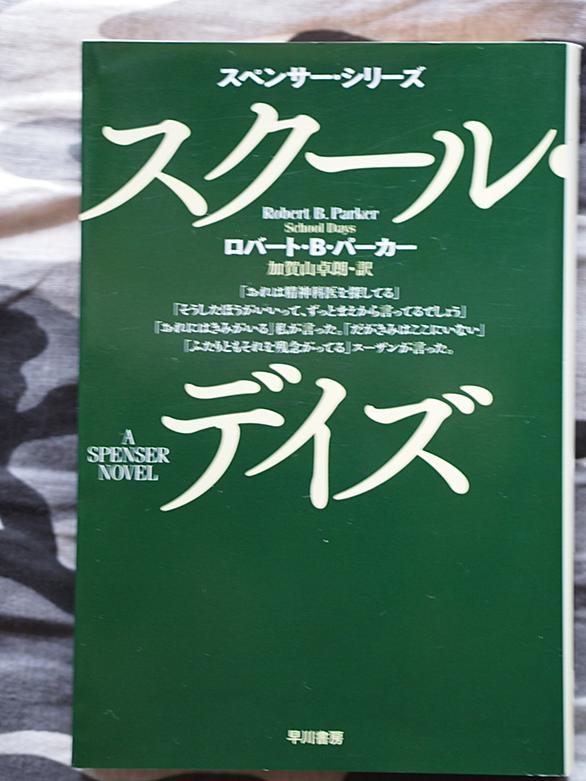 スペンサー・シリーズ
スクール・
Robert B. Parker
School Days
ロバート・B・パーカー
加賀山卓朗・訳
「おれは精神科医を探してる」
「そうしたほうがいいって、ずっとまえから言ってるでしょう」
「おれにはきみがいる」私が言った。「だがきみはここにいない」
「ふたりともそれを残念がってる」スーザンが言った。
デイズ
A
SPENSER
NOVEL
早川書房